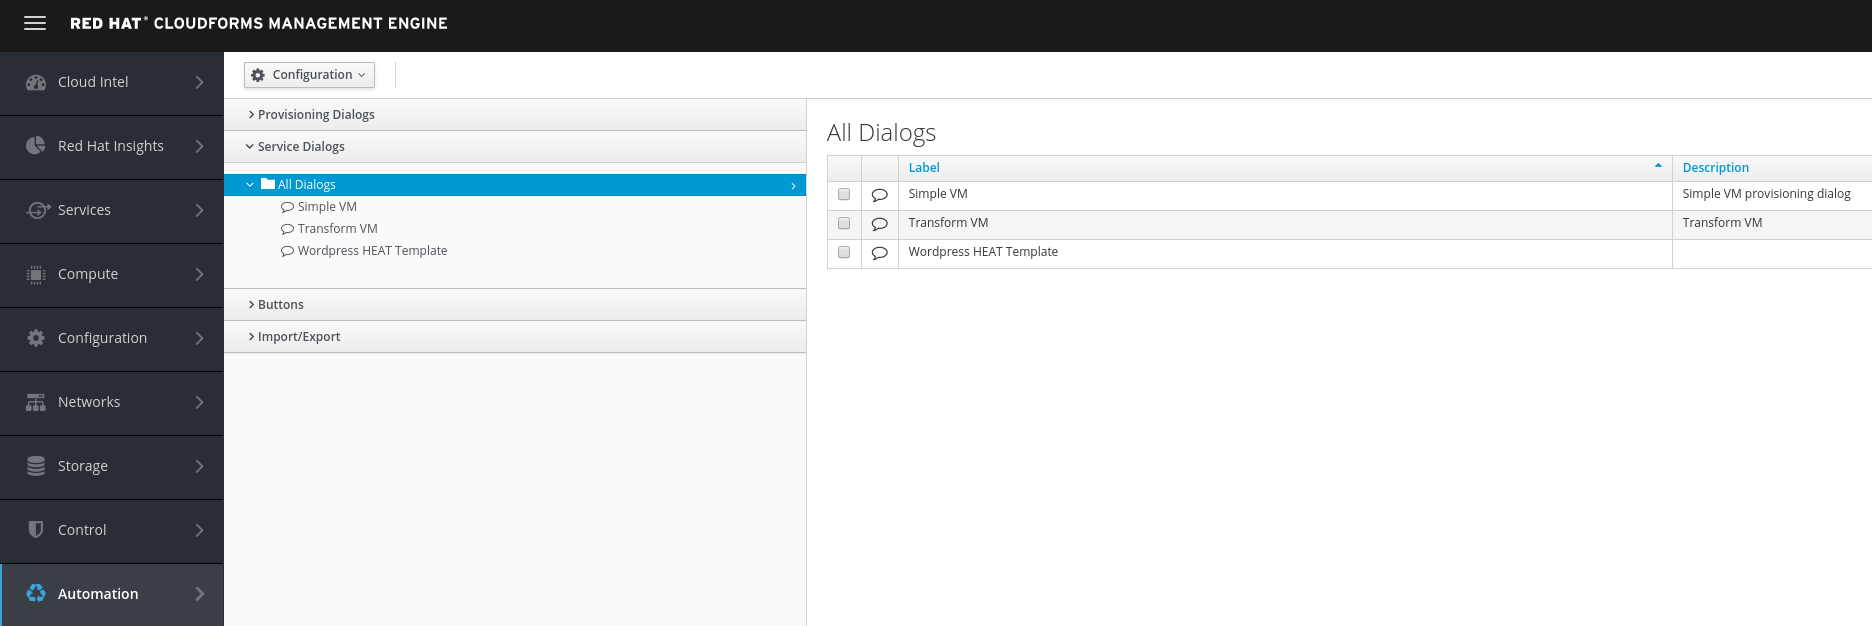 RED HAT® CLOUDFORMS MANAGEMENT ENGINE
Cloud Intel
Red Hat Insights
Services
Compute
Configuration
Networks
Storage
Control
Automation
Configuration
Provisioning Dialogs
Service Dialogs
All Dialogs
Simple VM
Transform VM
Wordpress HEAT Template
Buttons
Import/Export
All Dialogs
Label Description
Simple VM Simple VM provisioning dialog
Transform VM Transform VM
Wordpress HEAT Template